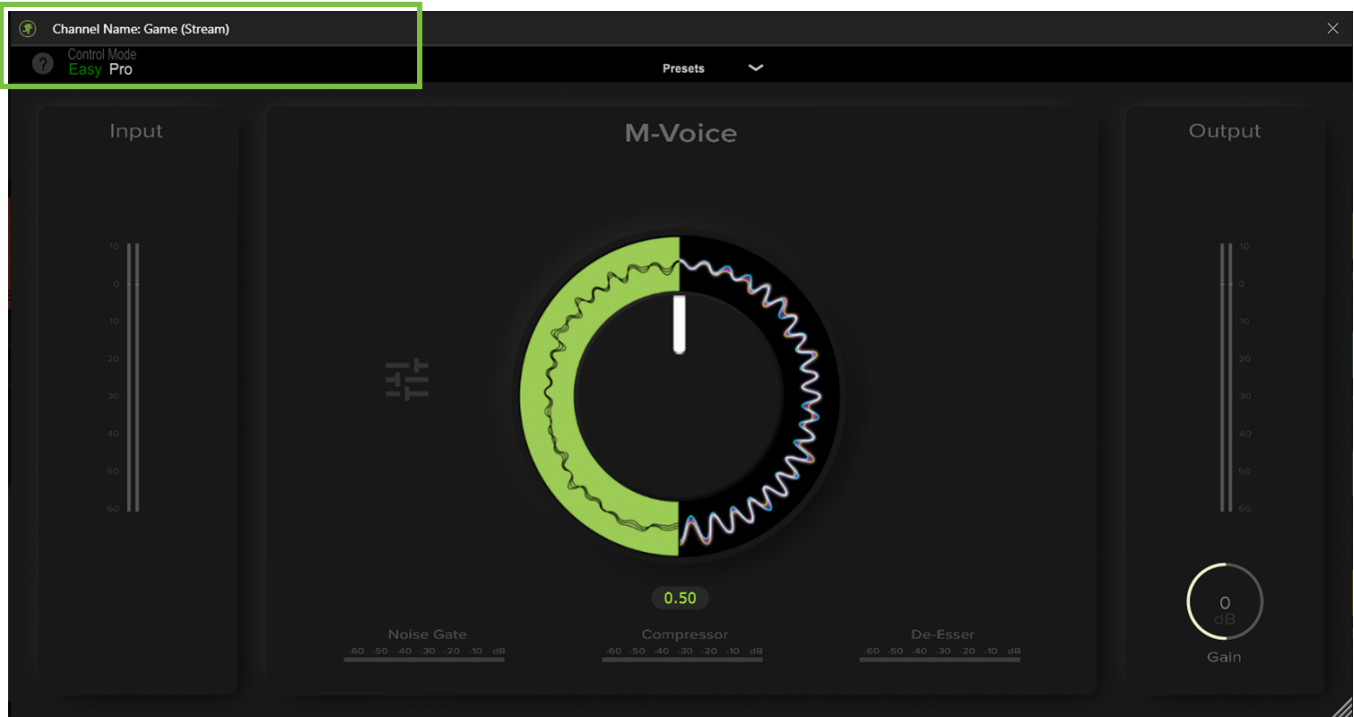 Channel Name: Game (Stream)
?
Control Mode
Easy Pro
Presets
Input
M-Voice
Output
10
0
10
20
30
40
50
60
10
0
10
20
30
40
50
60
0.50
Noise Gate
-60 -50 -40 -30 -20 -10 dB
Compressor
-60 -50 -40 -30 -20 -10 dB
De-Esser
-60 -50 -40 -30 -20 -10 dB
0
dB
Gain